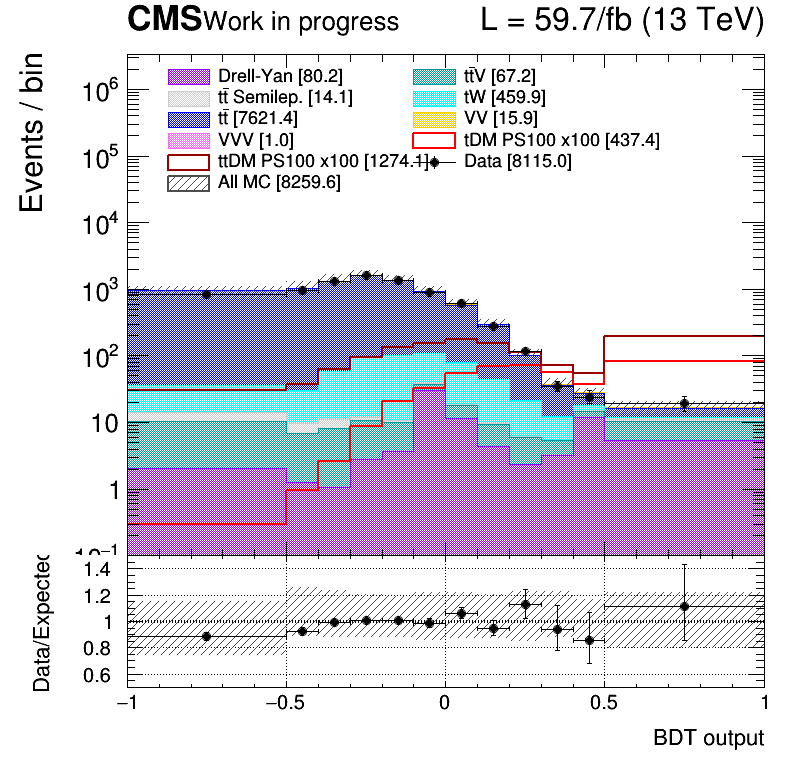 CMS Work in progress L = 59.7/fb (13 TeV)
Events / bin
Drell-Yan [80.2] tt̄V [67.2]
tt̄ Semilep. [14.1] tW [459.9]
tt̄ [7621.4] VV [15.9]
VVV [1.0] tDM PS100 x100 [437.4]
ttDM PS100 x100 [1274.1] Data [8115.0]
All MC [8259.6]
10⁶
10⁵
10⁴
10³
10²
10
1
10⁻¹
Data/Expected
1.4
1.2
1
0.8
0.6
−1 −0.5 0 0.5 1
BDT output